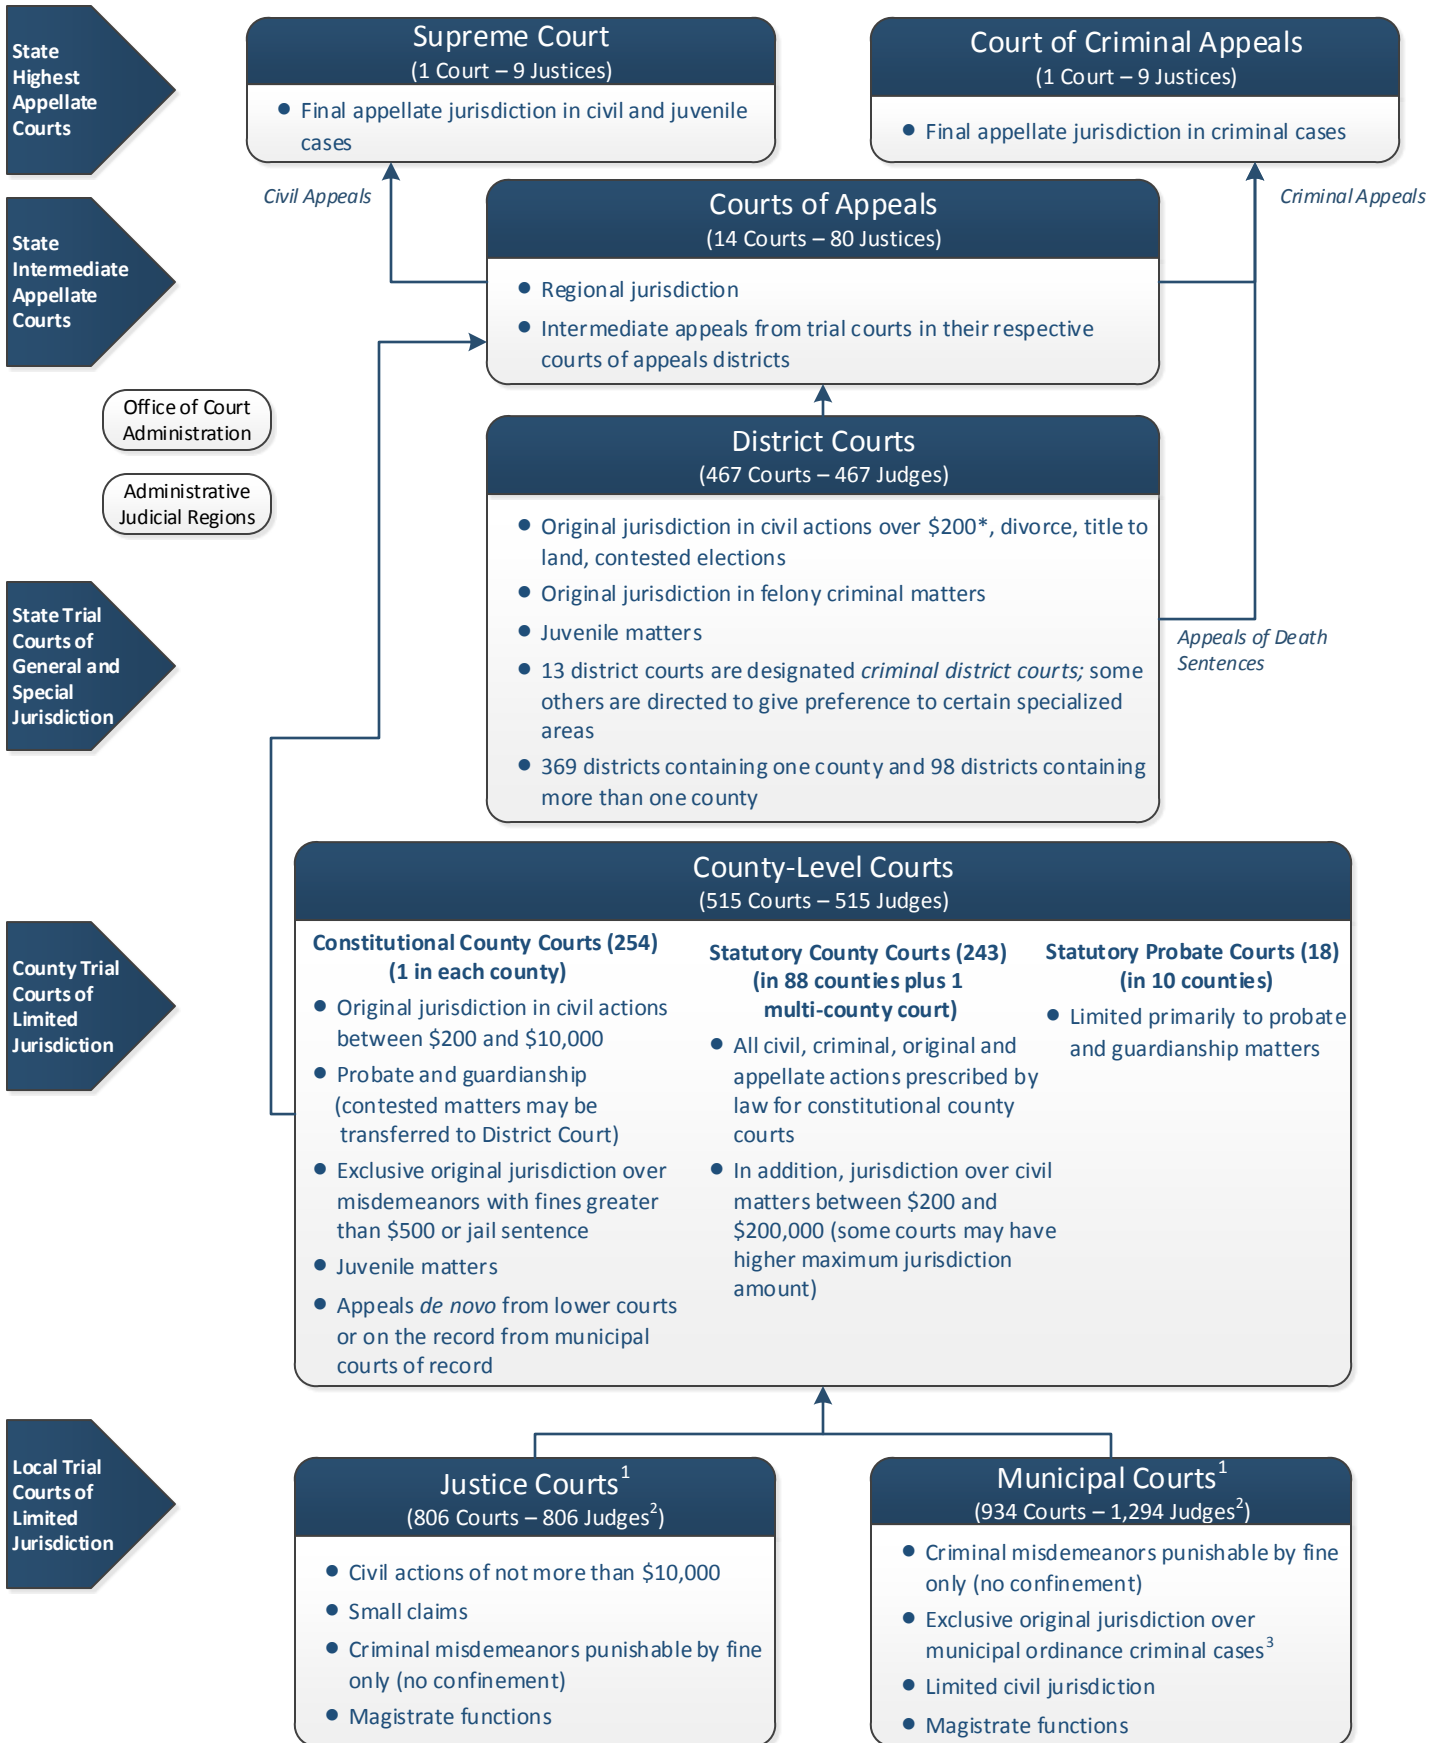 State
Highest
Appellate
Courts
Supreme Court
(1 Court – 9 Justices)
● Final appellate jurisdiction in civil and juvenile
cases
Court of Criminal Appeals
(1 Court – 9 Justices)
● Final appellate jurisdiction in criminal cases
Civil Appeals
Criminal Appeals
State
Intermediate
Appellate
Courts
Courts of Appeals
(14 Courts – 80 Justices)
● Regional jurisdiction
● Intermediate appeals from trial courts in their respective
courts of appeals districts
Office of Court
Administration
Administrative
Judicial Regions
State Trial
Courts of
General and
Special
Jurisdiction
District Courts
(467 Courts – 467 Judges)
● Original jurisdiction in civil actions over $200*, divorce, title to
land, contested elections
● Original jurisdiction in felony criminal matters
● Juvenile matters
● 13 district courts are designated criminal district courts; some
others are directed to give preference to certain specialized
areas
● 369 districts containing one county and 98 districts containing
more than one county
Appeals of Death
Sentences
County Trial
Courts of
Limited
Jurisdiction
County-Level Courts
(515 Courts – 515 Judges)
Constitutional County Courts (254)
(1 in each county)
● Original jurisdiction in civil actions
between $200 and $10,000
● Probate and guardianship
(contested matters may be
transferred to District Court)
● Exclusive original jurisdiction over
misdemeanors with fines greater
than $500 or jail sentence
● Juvenile matters
● Appeals de novo from lower courts
or on the record from municipal
courts of record
Statutory County Courts (243)
(in 88 counties plus 1
multi-county court)
● All civil, criminal, original and
appellate actions prescribed by
law for constitutional county
courts
● In addition, jurisdiction over civil
matters between $200 and
$200,000 (some courts may have
higher maximum jurisdiction
amount)
Statutory Probate Courts (18)
(in 10 counties)
● Limited primarily to probate
and guardianship matters
Local Trial
Courts of
Limited
Jurisdiction
Justice Courts¹
(806 Courts – 806 Judges²)
● Civil actions of not more than $10,000
● Small claims
● Criminal misdemeanors punishable by fine
only (no confinement)
● Magistrate functions
Municipal Courts¹
(934 Courts – 1,294 Judges²)
● Criminal misdemeanors punishable by fine
only (no confinement)
● Exclusive original jurisdiction over
municipal ordinance criminal cases³
● Limited civil jurisdiction
● Magistrate functions